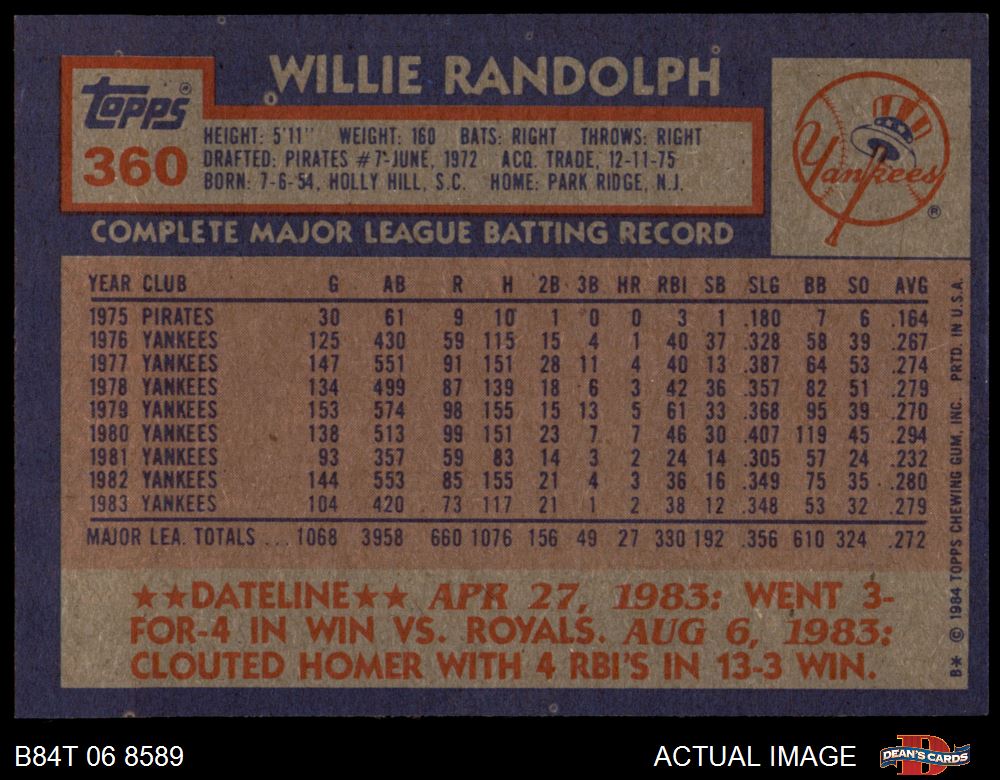 WILLIE RANDOLPH
Topps®
360
HEIGHT: 5'11" WEIGHT: 160 BATS: RIGHT THROWS: RIGHT
DRAFTED: PIRATES #7-JUNE, 1972 ACQ. TRADE, 12-11-75
BORN: 7-6-54, HOLLY HILL, S.C. HOME: PARK RIDGE, N.J.
Yankees
®
COMPLETE MAJOR LEAGUE BATTING RECORD
YEAR CLUB G AB R H 2B 3B HR RBI SB SLG BB SO AVG
1975 PIRATES 30 61 9 10 1 0 0 3 1 .180 7 6 .164
1976 YANKEES 125 430 59 115 15 4 1 40 37 .328 58 39 .267
1977 YANKEES 147 551 91 151 28 11 4 40 13 .387 64 53 .274
1978 YANKEES 134 499 87 139 18 6 3 42 36 .357 82 51 .279
1979 YANKEES 153 574 98 155 15 13 5 61 33 .368 95 39 .270
1980 YANKEES 138 513 99 151 23 7 7 46 30 .407 119 45 .294
1981 YANKEES 93 357 59 83 14 3 2 24 14 .305 57 24 .232
1982 YANKEES 144 553 85 155 21 4 3 36 16 .349 75 35 .280
1983 YANKEES 104 420 73 117 21 1 2 38 12 .348 53 32 .279
MAJOR LEA. TOTALS ... 1068 3958 660 1076 156 49 27 330 192 .356 610 324 .272
★★DATELINE★★ APR 27, 1983: WENT 3-
FOR-4 IN WIN VS. ROYALS. AUG 6, 1983:
CLOUTED HOMER WITH 4 RBI'S IN 13-3 WIN.
B* © 1984 TOPPS CHEWING GUM, INC. PRTD. IN U.S.A.
B84T 06 8589
ACTUAL IMAGE
DEAN'S CARDS